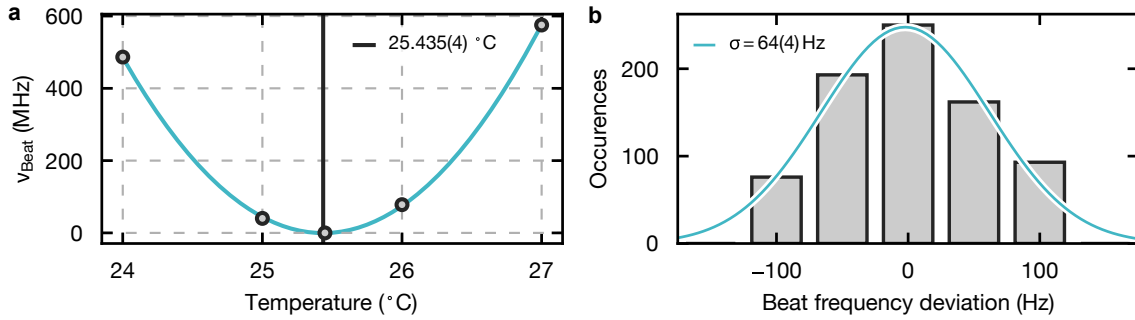 a
600
400
200
0
νBeat (MHz)
24
25
26
27
Temperature (°C)
25.435(4) °C
b
200
100
0
Occurences
−100
0
100
Beat frequency deviation (Hz)
σ = 64(4) Hz